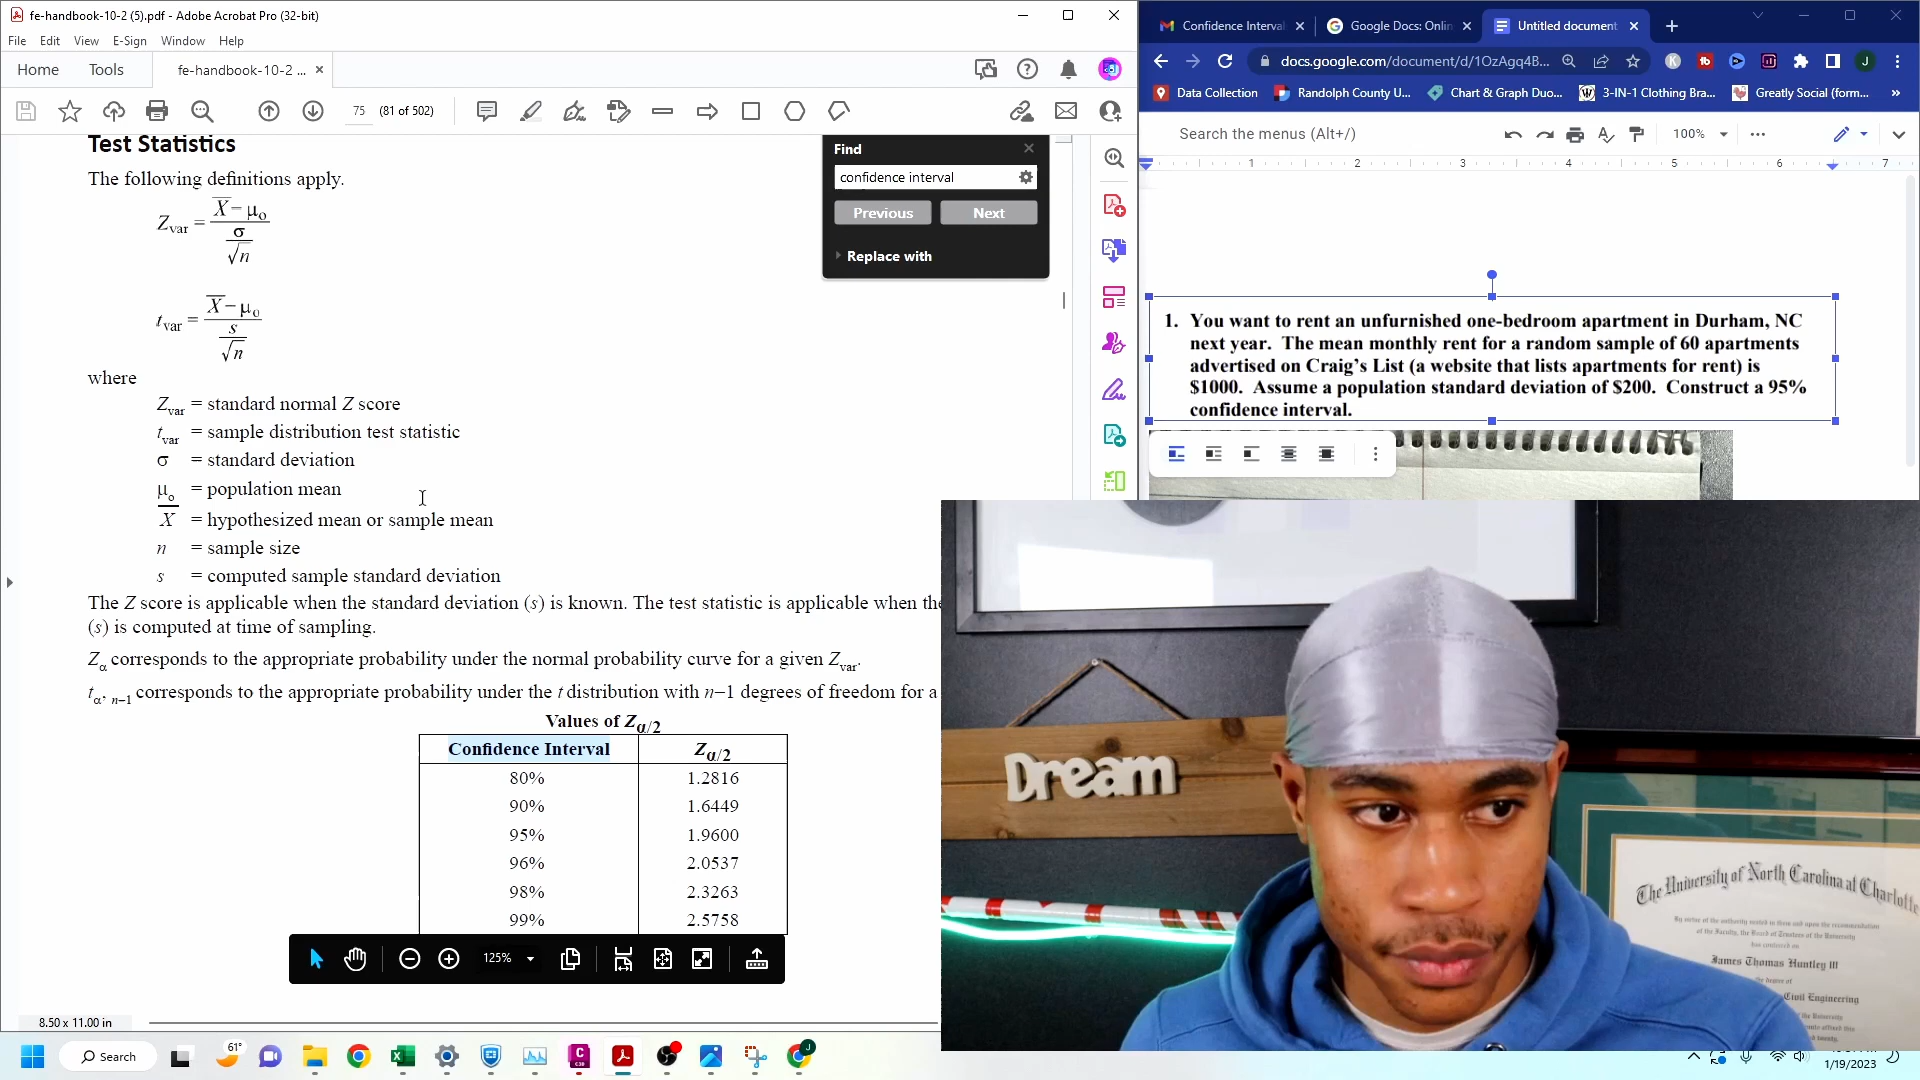 fe-handbook-10-2 (5).pdf - Adobe Acrobat Pro (32-bit)
File Edit View E-Sign Window Help
Home Tools fe-handbook-10-2 ... ×
75 (81 of 502)
Test Statistics
The following definitions apply.
Zvar = X̅ – μo / σ/√n
tvar = X̅ – μo / s/√n
where
Zvar = standard normal Z score
tvar = sample distribution test statistic
σ = standard deviation
μo = population mean
X̅ = hypothesized mean or sample mean
n = sample size
s = computed sample standard deviation
The Z score is applicable when the standard deviation (s) is known. The test statistic is applicable when the
(s) is computed at time of sampling.
Zα corresponds to the appropriate probability under the normal probability curve for a given Zvar.
tα, n–1 corresponds to the appropriate probability under the t distribution with n–1 degrees of freedom for a
Values of Zα/2
Confidence Interval Zα/2
80% 1.2816
90% 1.6449
95% 1.9600
96% 2.0537
98% 2.3263
99% 2.5758
125%
8.50 x 11.00 in
Find
confidence interval
Previous Next
Replace with
Confidence Interva
Google Docs: Onlin
Untitled document
docs.google.com/document/d/1OzAgq4B...
Data Collection
Randolph County U...
Chart & Graph Duo...
3-IN-1 Clothing Bra...
Greatly Social (form...
Search the menus (Alt+/)
100%
1 2 3 4 5 6 7
1. You want to rent an unfurnished one-bedroom apartment in Durham, NC
next year. The mean monthly rent for a random sample of 60 apartments
advertised on Craig's List (a website that lists apartments for rent) is
$1000. Assume a population standard deviation of $200. Construct a 95%
confidence interval.
Dream
The University of North Carolina at Charlotte
James Thomas Huntley III
Civil Engineering
61°
Search
1/19/2023